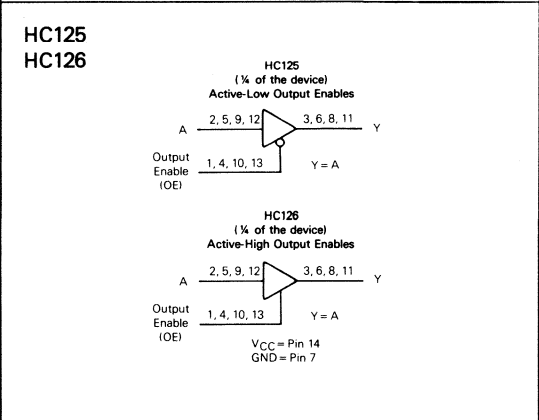 HC125
HC126
HC125
(¼ of the device)
Active-Low Output Enables
A 2, 5, 9, 12 3, 6, 8, 11 Y
Output
Enable
(OE)
1, 4, 10, 13 Y = A
HC126
(¼ of the device)
Active-High Output Enables
A 2, 5, 9, 12 3, 6, 8, 11 Y
Output
Enable
(OE)
1, 4, 10, 13 Y = A
VCC = Pin 14
GND = Pin 7